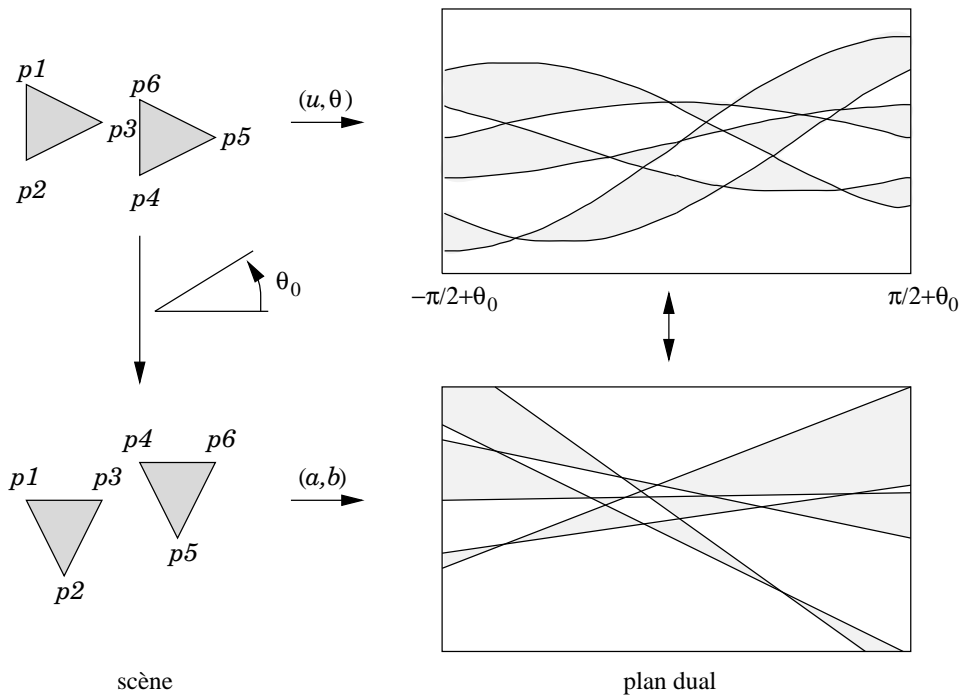 p1
p6
(u,θ)
p3
p5
p2
p4
θ0
−π/2+θ0
π/2+θ0
p4
p6
p1
p3
(a,b)
p5
p2
scène
plan dual